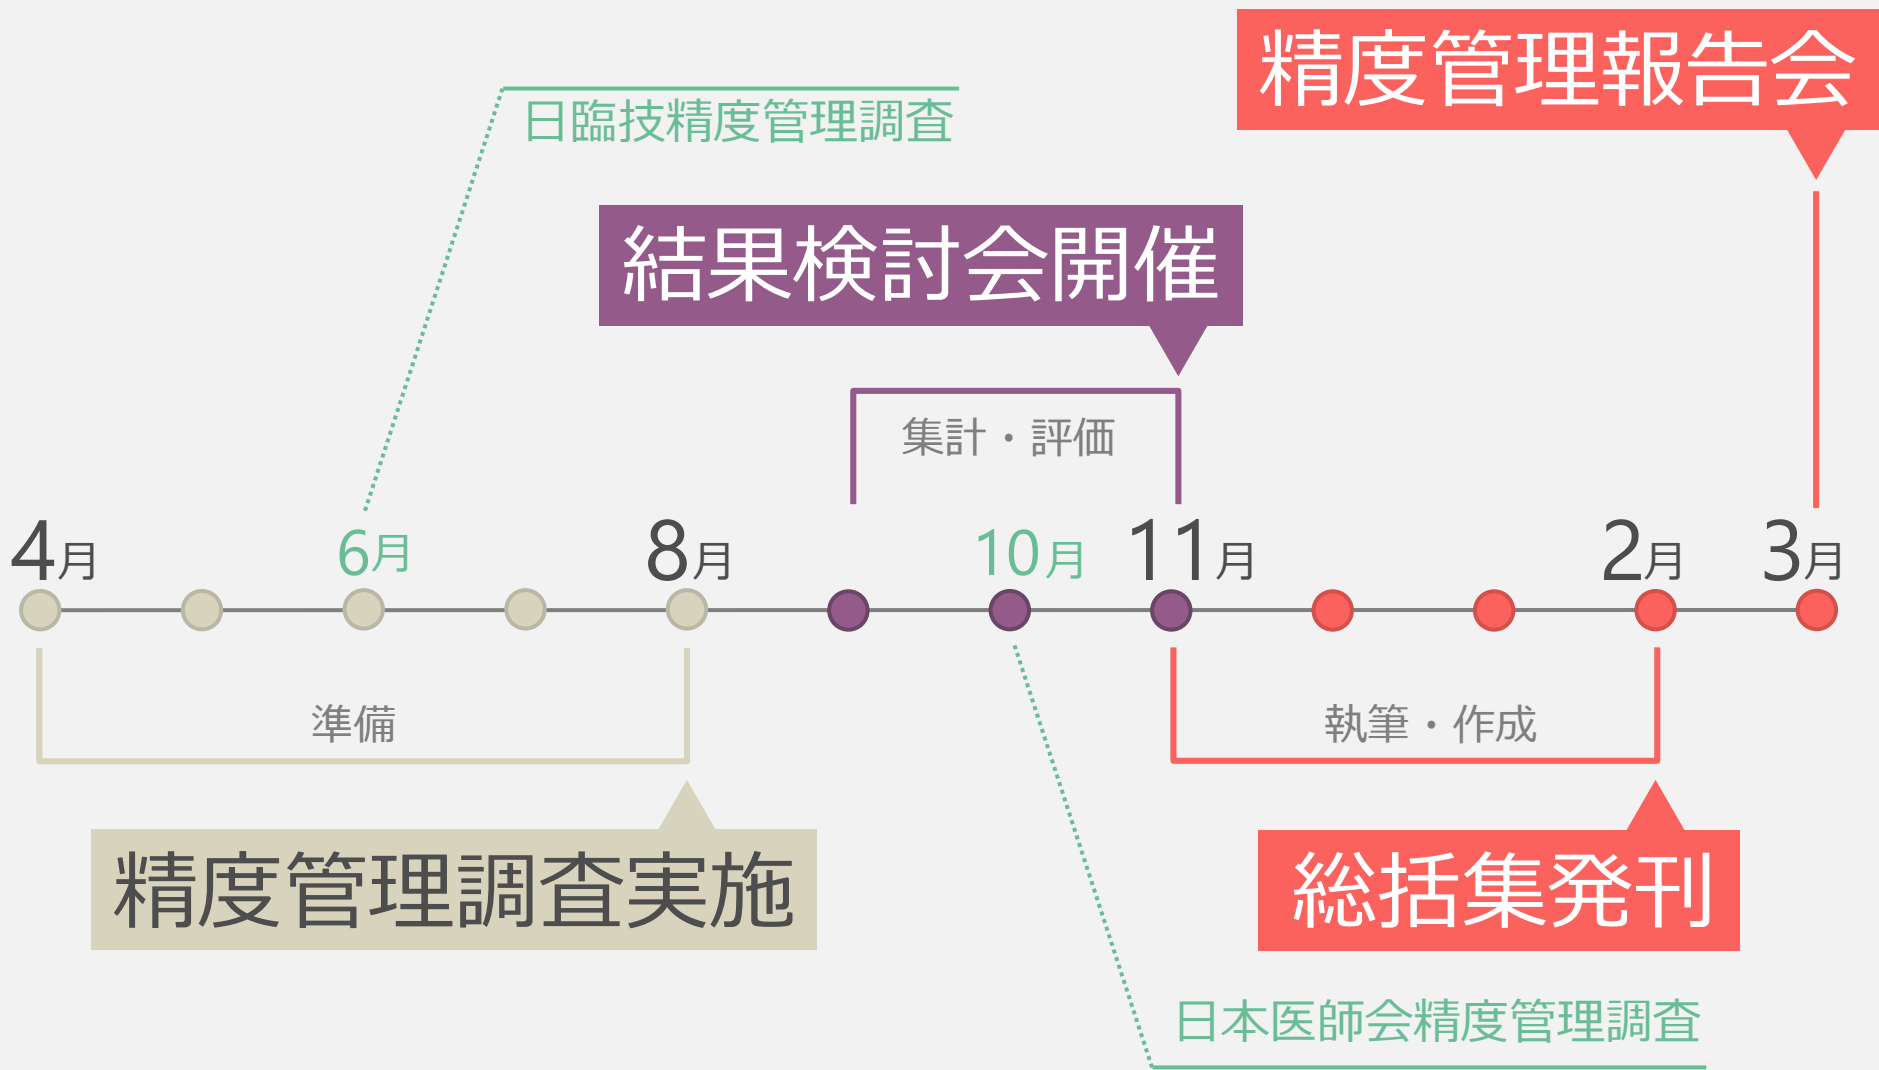 精度管理報告会
日臨技精度管理調査
結果検討会開催
集計・評価
4月
6月
8月
10月
11月
2月
3月
準備
執筆・作成
精度管理調査実施
総括集発刊
日本医師会精度管理調査